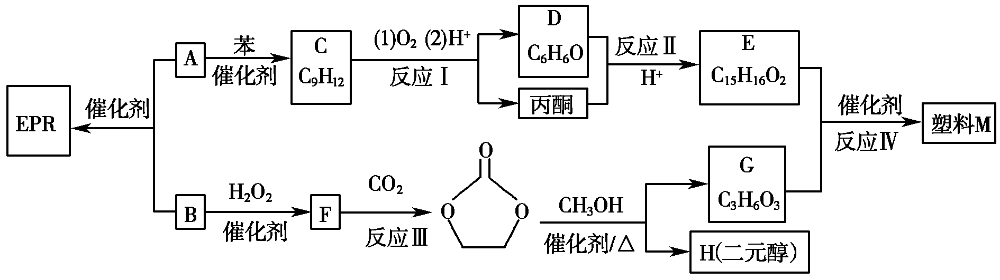 EPR
催化剂
A
苯
催化剂
C
C₉H₁₂
(1)O₂ (2)H⁺
反应Ⅰ
D
C₆H₆O
丙酮
反应Ⅱ
H⁺
E
C₁₅H₁₆O₂
催化剂
反应Ⅳ
塑料M
B
H₂O₂
催化剂
F
CO₂
反应Ⅲ
O
O
O
CH₃OH
催化剂/△
G
C₃H₆O₃
H(二元醇)